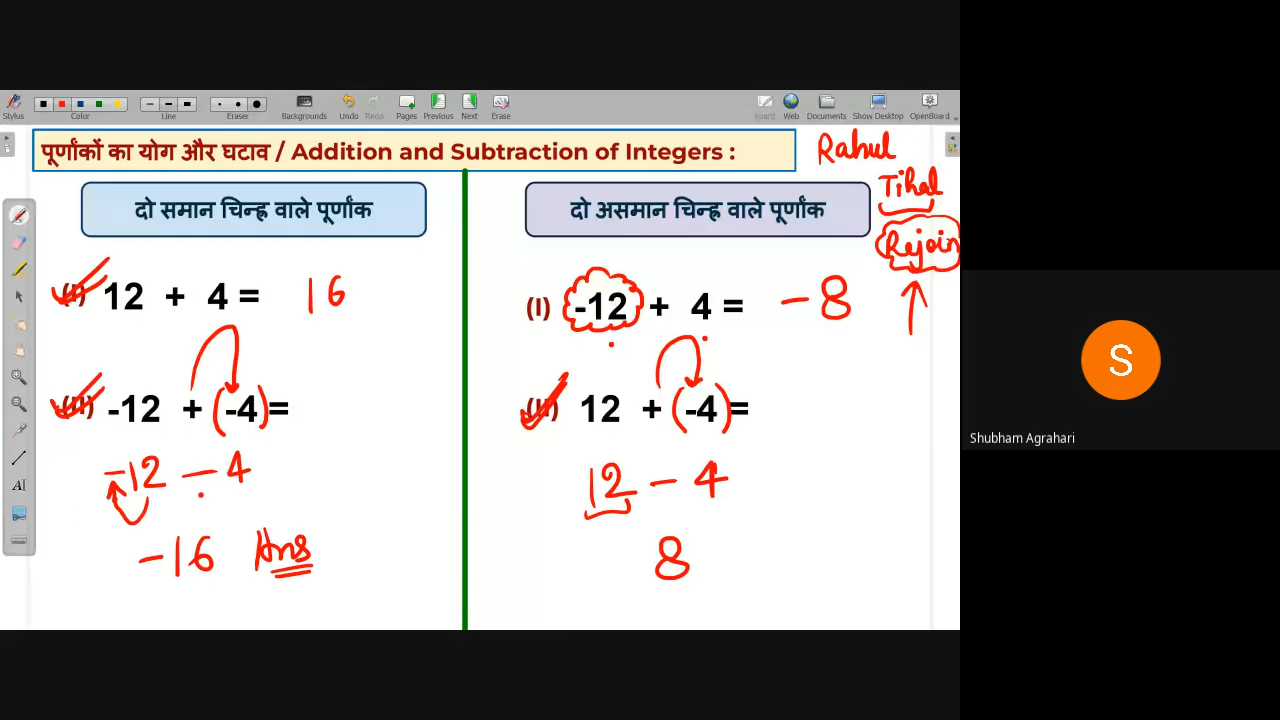 Stylus
Color
Line
Eraser
Backgrounds
Undo
Redo
Pages
Previous
Next
Erase
Board
Web
Documents
Show Desktop
OpenBoard
पूर्णांकों का योग और घटाव / Addition and Subtraction of Integers :
Rahul
Tihal
Rejoin
दो समान चिन्ह्र वाले पूर्णांक
(I) 12 + 4 = 16
(II) -12 + (-4)=
-12 - 4
-16 Ans
दो असमान चिन्ह्र वाले पूर्णांक
(I) -12 + 4 = -8
(II) 12 + (-4)=
12 - 4
8
S
Shubham Agrahari